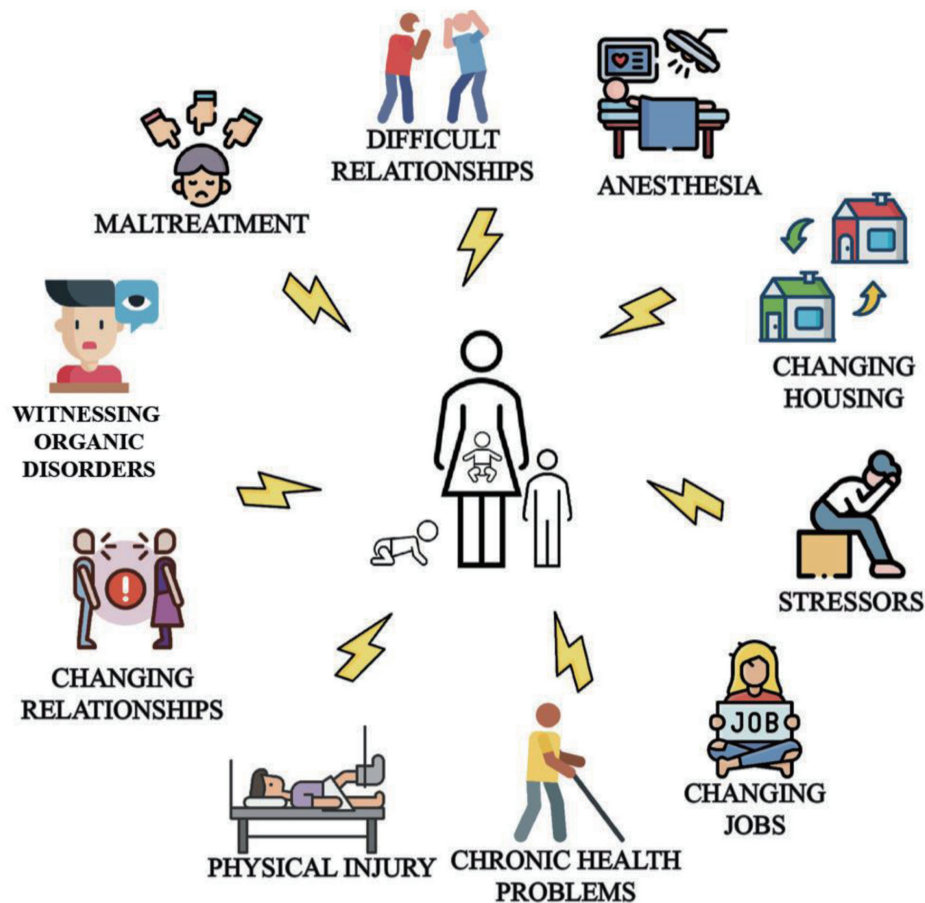 DIFFICULT
RELATIONSHIPS
ANESTHESIA
MALTREATMENT
CHANGING
HOUSING
WITNESSING
ORGANIC
DISORDERS
STRESSORS
CHANGING
RELATIONSHIPS
JOB
CHANGING
JOBS
PHYSICAL INJURY
CHRONIC HEALTH
PROBLEMS